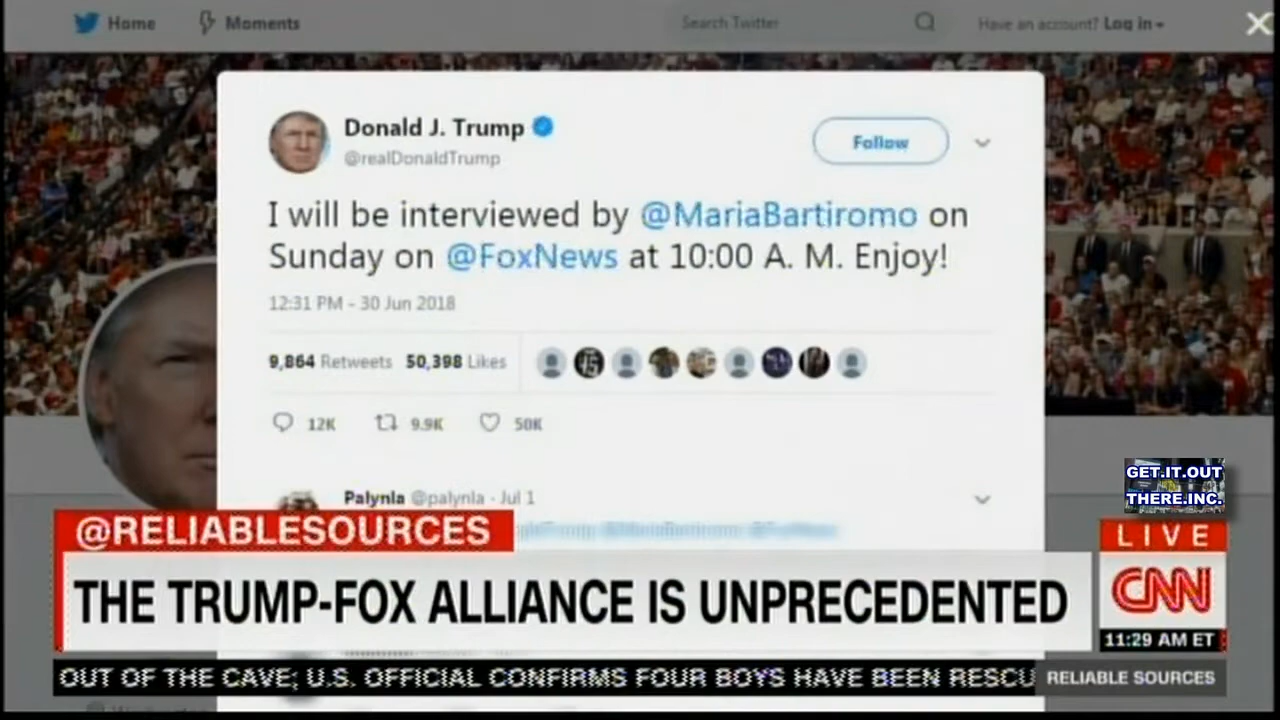 Home
Moments
Search Twitter
Have an account? Log in
Donald J. Trump
@realDonaldTrump
Follow
I will be interviewed by @MariaBartiromo on
Sunday on @FoxNews at 10:00 A. M. Enjoy!
12:31 PM - 30 Jun 2018
9,864 Retweets 50,398 Likes
12K 9.9K 50K
Palynla @palynla · Jul 1
GET.IT.OUT
THERE.INC.
@RELIABLESOURCES
THE TRUMP-FOX ALLIANCE IS UNPRECEDENTED
LIVE
CNN
11:29 AM ET
OUT OF THE CAVE; U.S. OFFICIAL CONFIRMS FOUR BOYS HAVE BEEN RESCU
RELIABLE SOURCES